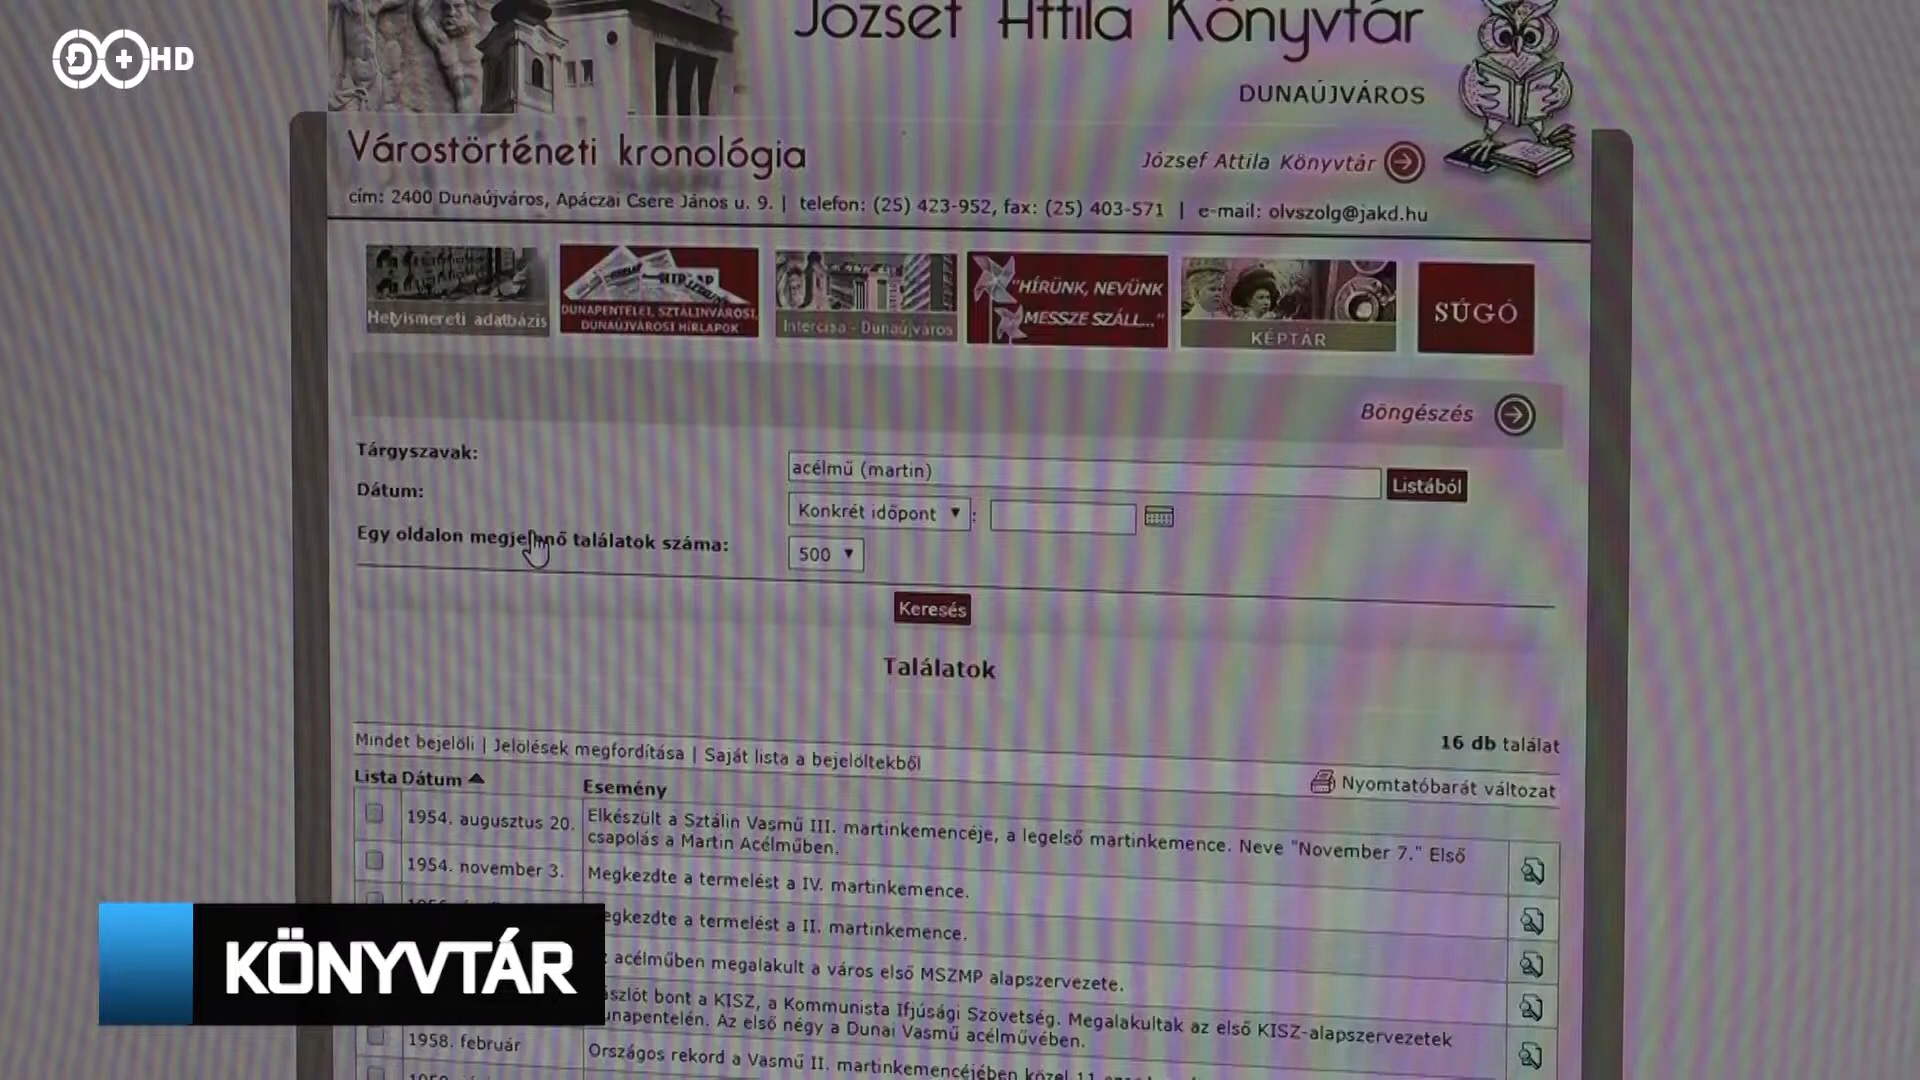 D+HD
József Attila Könyvtár
DUNAÚJVÁROS
Várostörténeti kronológia
József Attila Könyvtár
cím: 2400 Dunaújváros, Apáczai Csere János u. 9. | telefon: (25) 423-952, fax: (25) 403-571 | e-mail: olvszolg@jakd.hu
Helyismereti adatbázis
HÍRLAP
DUNAPENTELEI, SZTÁLINVÁROSI,
DUNAÚJVÁROSI HÍRLAPOK
Intercisa - Dunaújváros
"HÍRÜNK, NEVÜNK
MESSZE SZÁLL..."
KÉPTÁR
SÚGÓ
Böngészés
Tárgyszavak:
acélmű (martin)
Listából
Dátum:
Konkrét időpont
:
Egy oldalon megjelenő találatok száma:
500
Keresés
Találatok
16 db találat
Mindet bejelöli | Jelölések megfordítása | Saját lista a bejelöltekből
Nyomtatóbarát változat
Lista Dátum Esemény
1954. augusztus 20. Elkészült a Sztálin Vasmű III. martinkemencéje, a legelső martinkemence. Neve "November 7." Első
csapolás a Martin Acélműben.
1954. november 3. Megkezdte a termelést a IV. martinkemence.
egkezdte a termelést a II. martinkemence.
acélműben megalakult a város első MSZMP alapszervezete.
ászlót bont a KISZ, a Kommunista Ifjúsági Szövetség. Megalakultak az első KISZ-alapszervezetek
unapentelén. Az első négy a Dunai Vasmű acélművében.
1958. február Országos rekord a Vasmű II. martinkemencéjében közel 11
KÖNYVTÁR